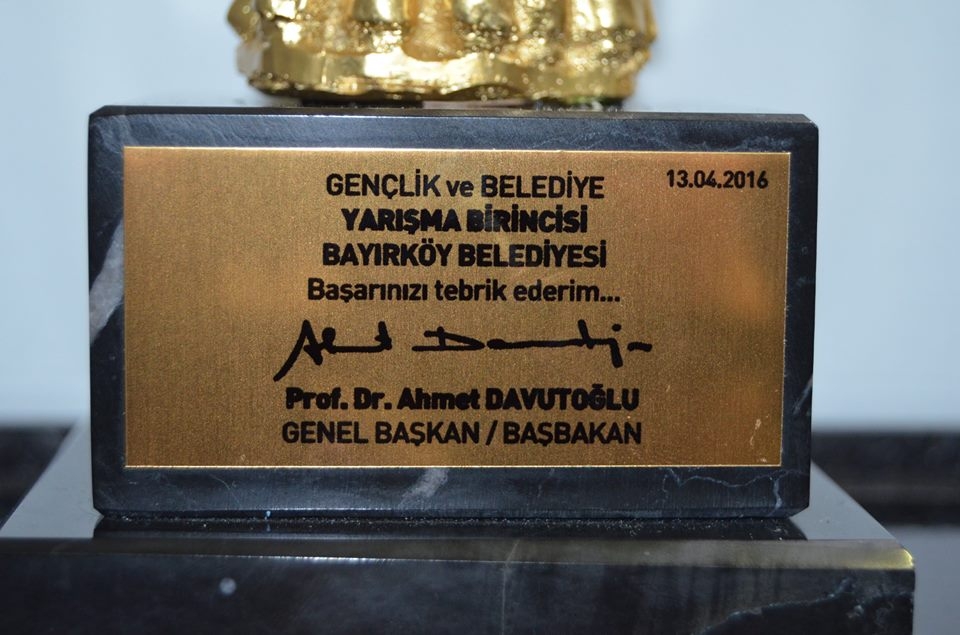 GENÇLİK ve BELEDİYE
13.04.2016
YARIŞMA BİRİNCİSİ
BAYIRKÖY BELEDİYESİ
Başarınızı tebrik ederim...
Prof. Dr. Ahmet DAVUTOĞLU
GENEL BAŞKAN / BAŞBAKAN